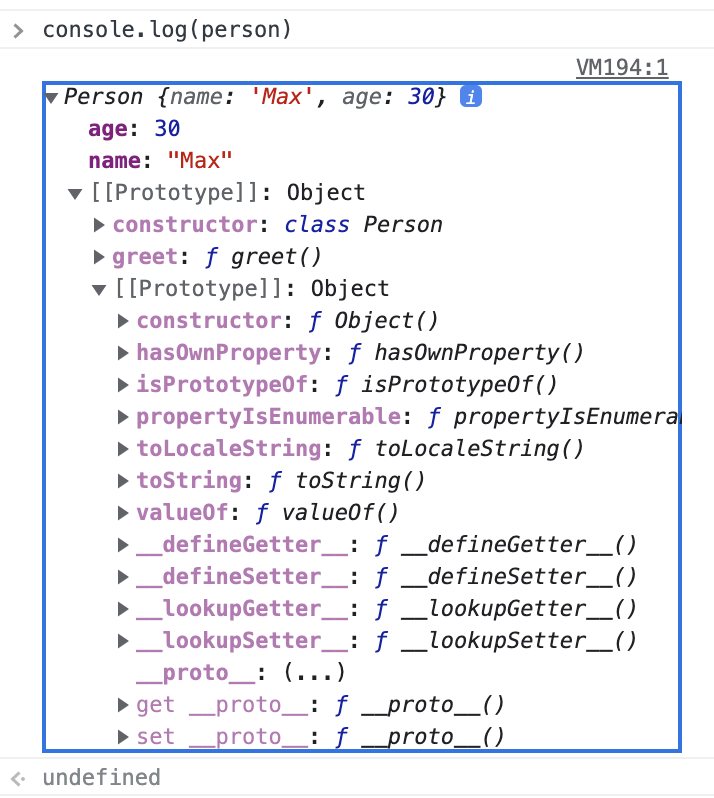 > console.log(person)
VM194:1
▼Person {name: 'Max', age: 30} i
age: 30
name: "Max"
▼[[Prototype]]: Object
▶constructor: class Person
▶greet: ƒ greet()
▼[[Prototype]]: Object
▶constructor: ƒ Object()
▶hasOwnProperty: ƒ hasOwnProperty()
▶isPrototypeOf: ƒ isPrototypeOf()
▶propertyIsEnumerable: ƒ propertyIsEnumera
▶toLocaleString: ƒ toLocaleString()
▶toString: ƒ toString()
▶valueOf: ƒ valueOf()
▶__defineGetter__: ƒ __defineGetter__()
▶__defineSetter__: ƒ __defineSetter__()
▶__lookupGetter__: ƒ __lookupGetter__()
▶__lookupSetter__: ƒ __lookupSetter__()
__proto__: (...)
▶get __proto__: ƒ __proto__()
▶set __proto__: ƒ __proto__()
undefined